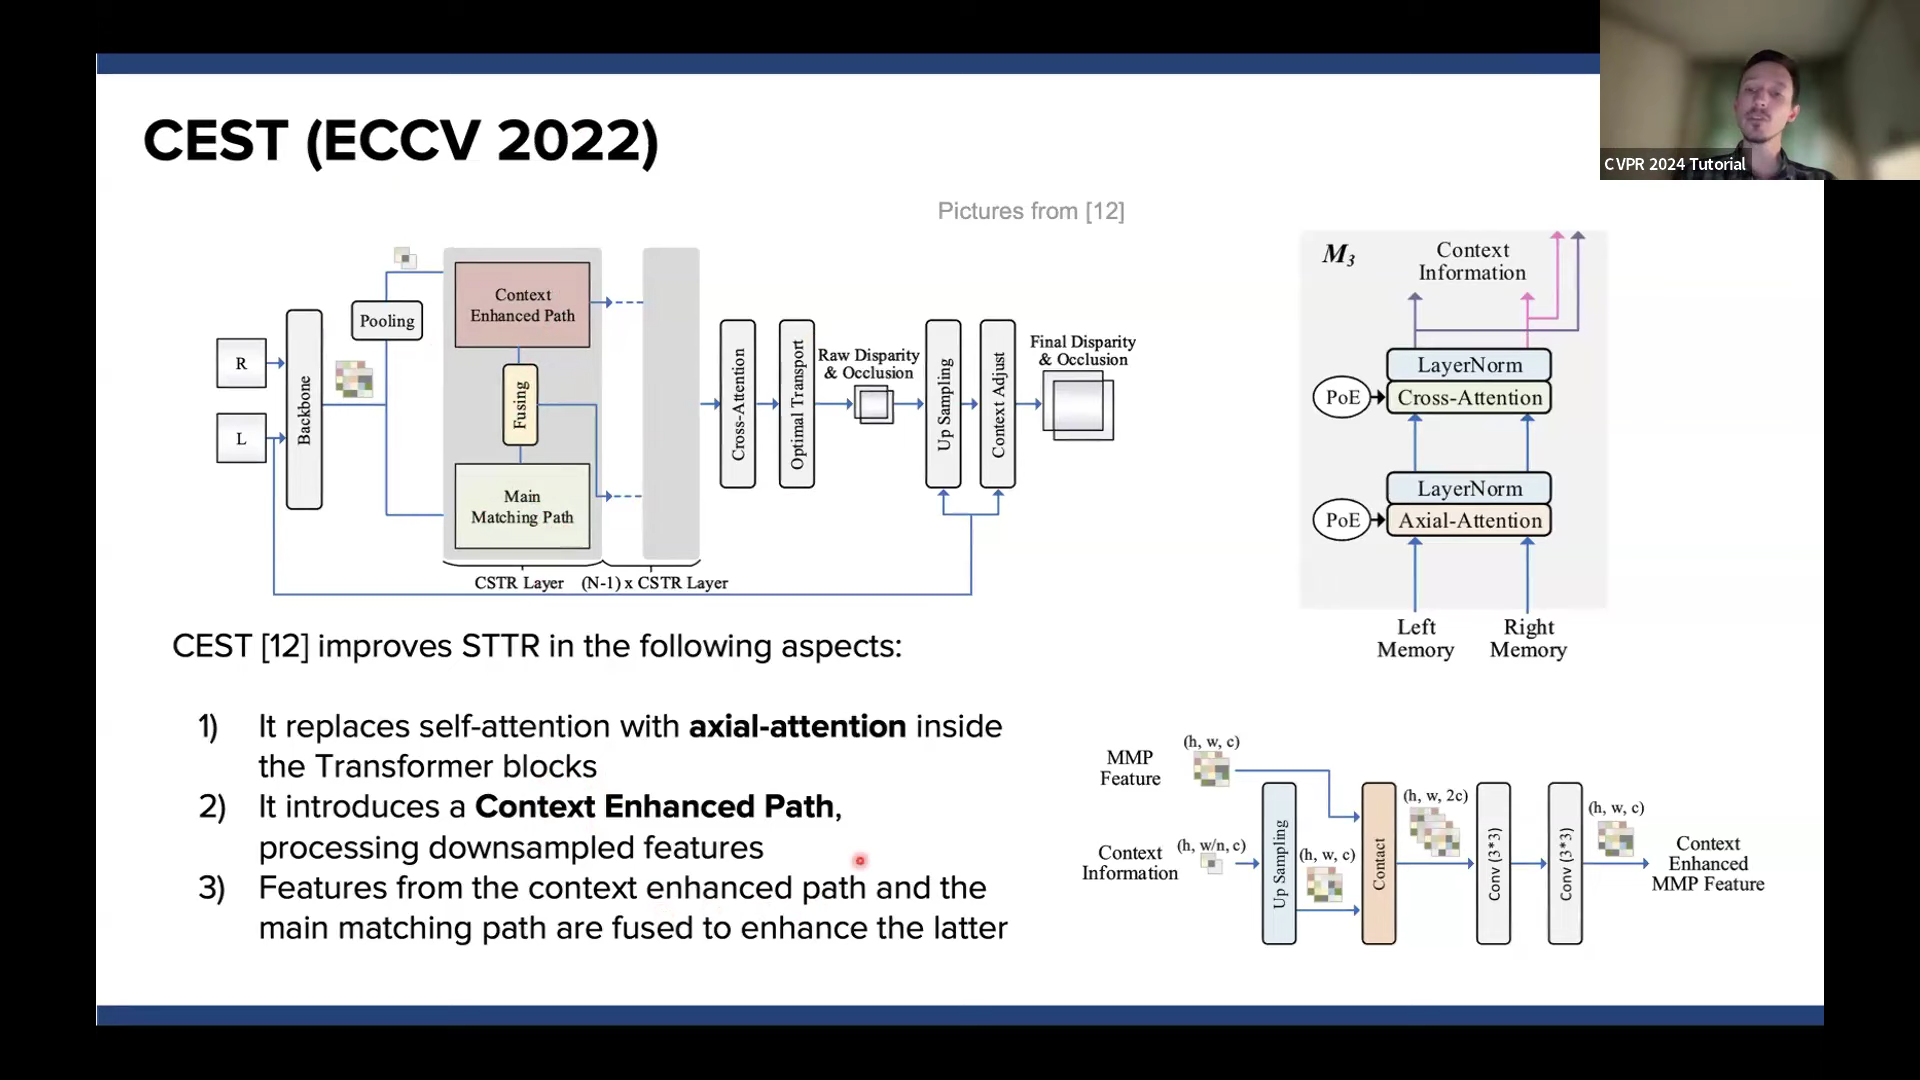 CVPR 2024 Tutorial
CEST (ECCV 2022)
Pictures from [12]
R
L
Backbone
Pooling
Context
Enhanced Path
Fusing
Main
Matching Path
CSTR Layer
(N-1) x CSTR Layer
Cross-Attention
Optimal Transport
Raw Disparity
& Occlusion
Up Sampling
Context Adjust
Final Disparity
& Occlusion
M3
Context
Information
LayerNorm
PoE
Cross-Attention
LayerNorm
PoE
Axial-Attention
Left
Memory
Right
Memory
CEST [12] improves STTR in the following aspects:
1) It replaces self-attention with axial-attention inside
the Transformer blocks
2) It introduces a Context Enhanced Path,
processing downsampled features
3) Features from the context enhanced path and the
main matching path are fused to enhance the latter
MMP
Feature
(h, w, c)
Context
Information
(h, w/n, c)
Up Sampling
(h, w, c)
Contact
(h, w, 2c)
Conv (3*3)
Conv (3*3)
(h, w, c)
Context
Enhanced
MMP Feature